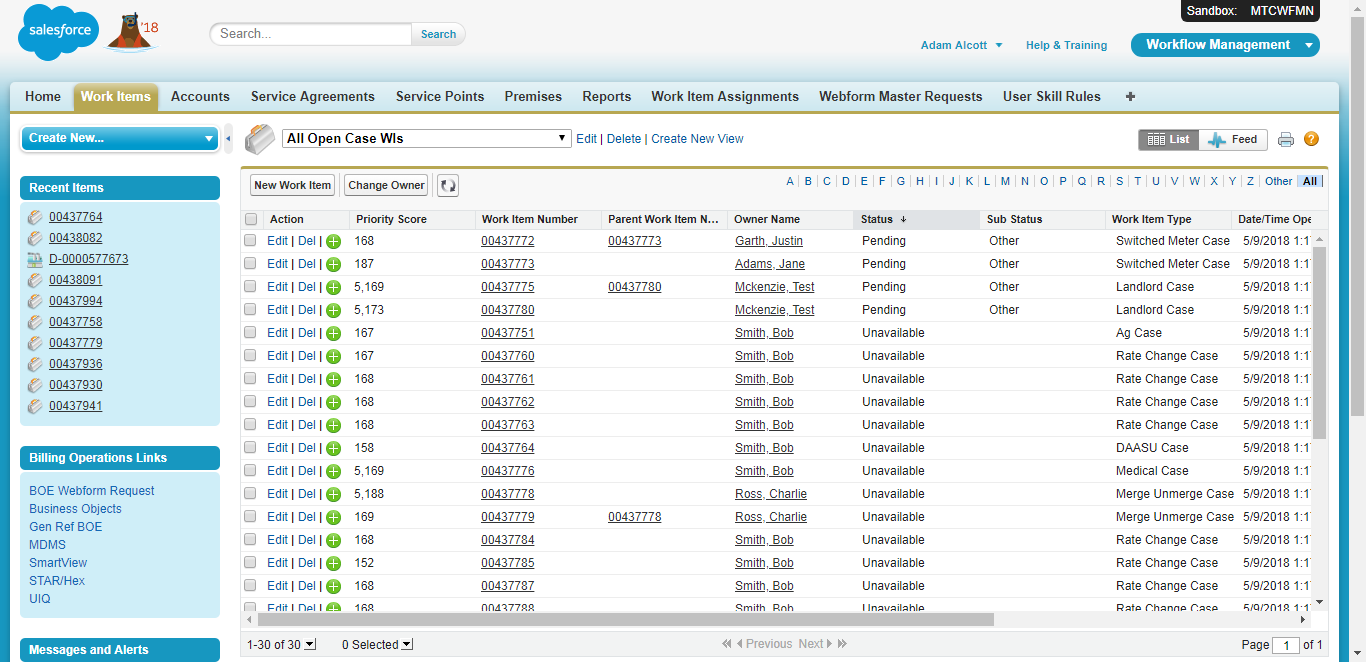 Sandbox: MTCWFMN
salesforce '18 Search... Search
Adam Alcott Help & Training Workflow Management
Home Work Items Accounts Service Agreements Service Points Premises Reports Work Item Assignments Webform Master Requests User Skill Rules
Create New...
All Open Case WIs Edit | Delete | Create New View List Feed
Recent Items
00437764
00438082
D-0000577673
00438091
00437994
00437758
00437779
00437936
00437930
00437941
Billing Operations Links
BOE Webform Request
Business Objects
Gen Ref BOE
MDMS
SmartView
STAR/Hex
UIQ
Messages and Alerts
New Work Item Change Owner A | B | C | D | E | F | G | H | I | J | K | L | M | N | O | P | Q | R | S | T | U | V | W | X | Y | Z | Other | All
Action Priority Score Work Item Number Parent Work Item N... Owner Name Status Sub Status Work Item Type Date/Time Ope
Edit | Del | 168 00437772 00437773 Garth, Justin Pending Other Switched Meter Case 5/9/2018 1:1
Edit | Del | 187 00437773 Adams, Jane Pending Other Switched Meter Case 5/9/2018 1:1
Edit | Del | 5,169 00437775 00437780 Mckenzie, Test Pending Other Landlord Case 5/9/2018 1:1
Edit | Del | 5,173 00437780 Mckenzie, Test Pending Other Landlord Case 5/9/2018 1:1
Edit | Del | 167 00437751 Smith, Bob Unavailable Ag Case 5/9/2018 1:1
Edit | Del | 167 00437760 Smith, Bob Unavailable Rate Change Case 5/9/2018 1:1
Edit | Del | 168 00437761 Smith, Bob Unavailable Rate Change Case 5/9/2018 1:1
Edit | Del | 168 00437762 Smith, Bob Unavailable Rate Change Case 5/9/2018 1:1
Edit | Del | 168 00437763 Smith, Bob Unavailable Rate Change Case 5/9/2018 1:1
Edit | Del | 158 00437764 Smith, Bob Unavailable DAASU Case 5/9/2018 1:1
Edit | Del | 5,169 00437776 Smith, Bob Unavailable Medical Case 5/9/2018 1:1
Edit | Del | 5,188 00437778 Ross, Charlie Unavailable Merge Unmerge Case 5/9/2018 1:1
Edit | Del | 169 00437779 00437778 Ross, Charlie Unavailable Merge Unmerge Case 5/9/2018 1:1
Edit | Del | 168 00437784 Smith, Bob Unavailable Rate Change Case 5/9/2018 1:1
Edit | Del | 152 00437785 Smith, Bob Unavailable Rate Change Case 5/9/2018 1:1
Edit | Del | 168 00437787 Smith, Bob Unavailable Rate Change Case 5/9/2018 1:1
Edit | Del | 168 00437788 Smith, Bob Unavailable Rate Change Case 5/9/2018 1:1
1-30 of 30 0 Selected Previous Next Page 1 of 1